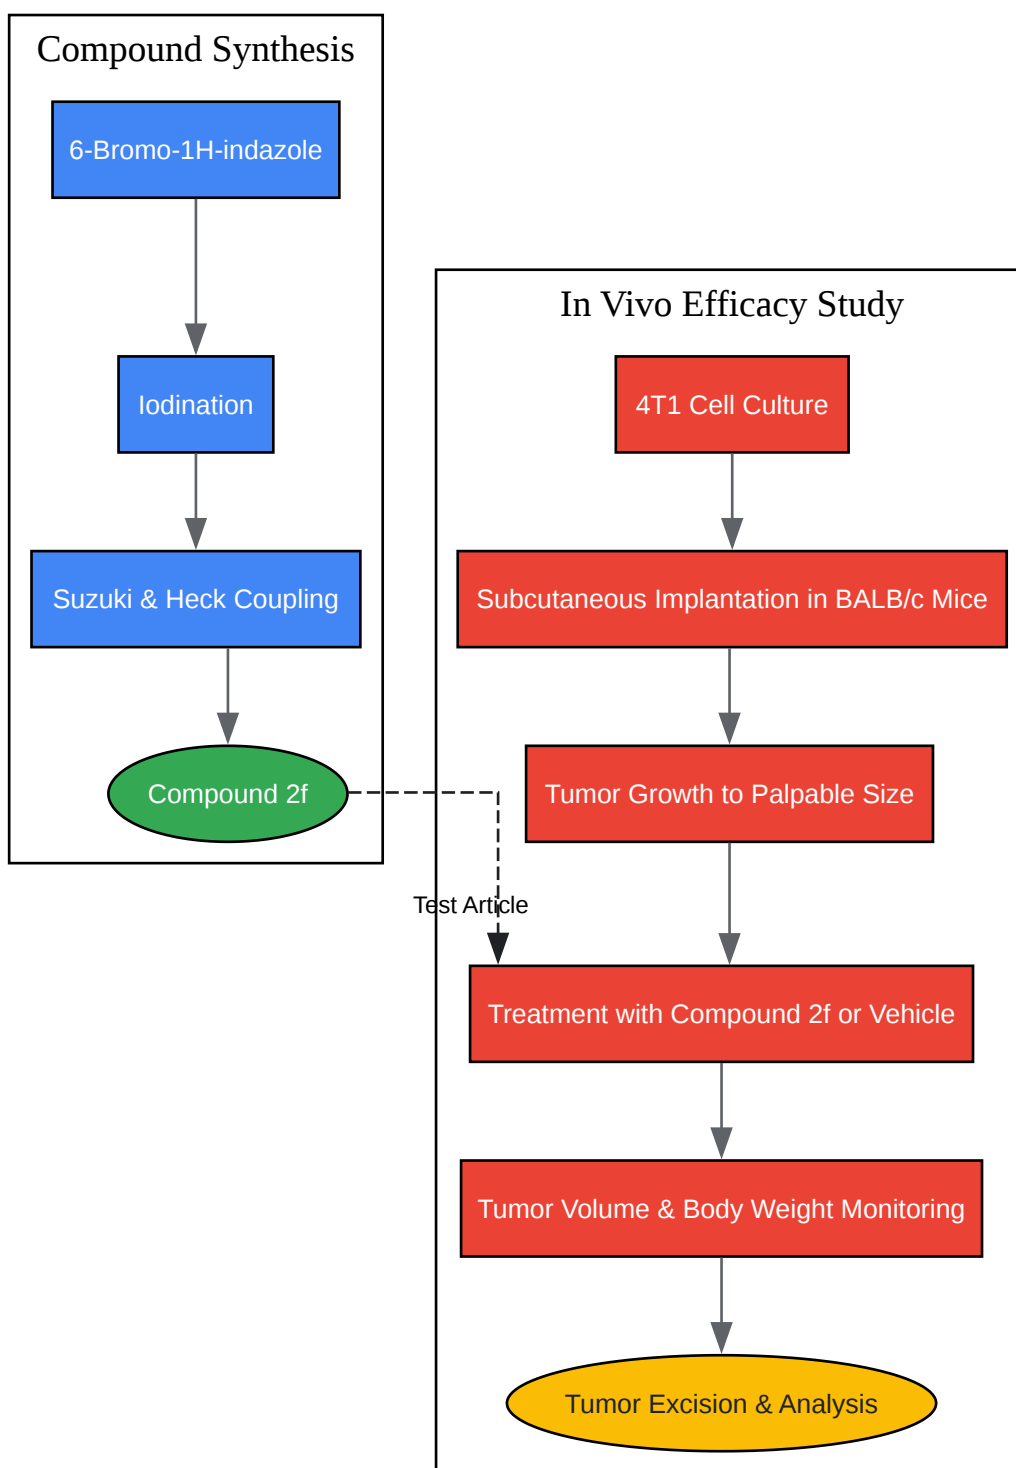 Compound Synthesis
6-Bromo-1H-indazole
Iodination
Suzuki & Heck Coupling
Compound 2f
Test Article
In Vivo Efficacy Study
4T1 Cell Culture
Subcutaneous Implantation in BALB/c Mice
Tumor Growth to Palpable Size
Treatment with Compound 2f or Vehicle
Tumor Volume & Body Weight Monitoring
Tumor Excision & Analysis